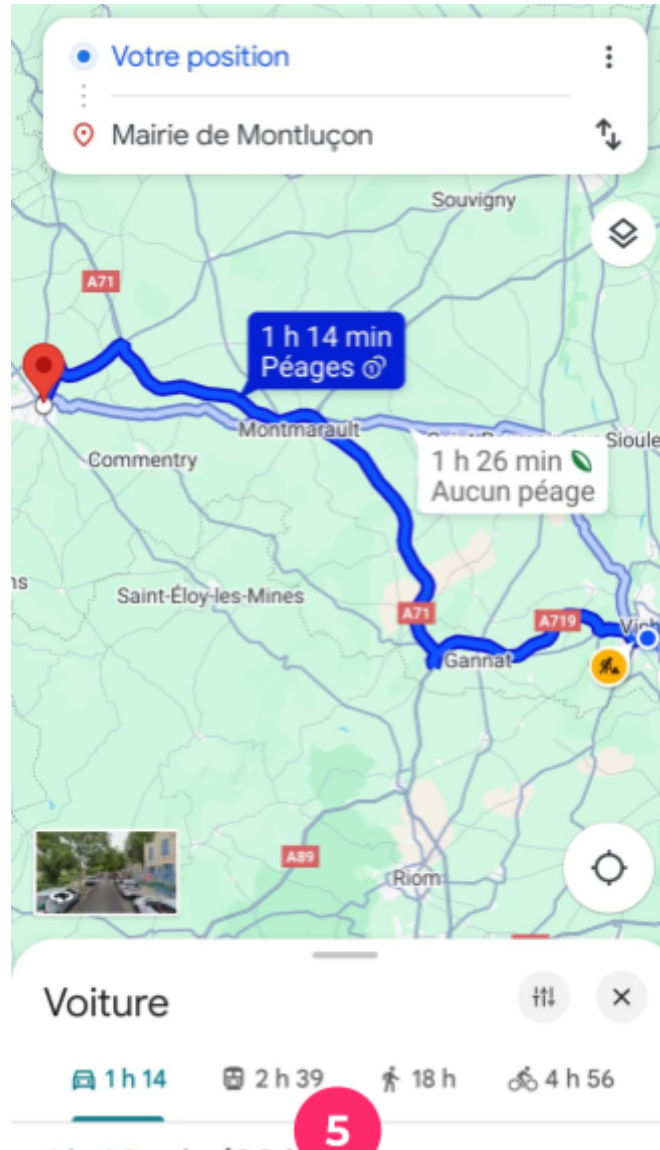 Votre position
Mairie de Montluçon
Souvigny
A71
1 h 14 min
Péages
Montmarault
Sioule
Commentry
1 h 26 min
Aucun péage
Saint-Éloy-les-Mines
A71
A719
Gannat
A89
Riom
Voiture
1 h 14
2 h 39
18 h
4 h 56
5